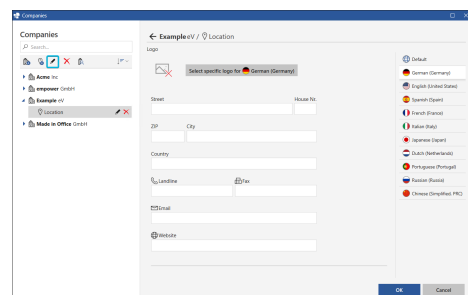 Companies
Companies
Search...
Acme Inc
empower GmbH
Example eV
Location
Made in Office GmbH
Example eV / Location
Logo
Select specific logo for German (Germany)
Street
House Nr.
ZIP
City
Country
Landline
Fax
Email
Website
Default
German (Germany)
English (United States)
Spanish (Spain)
French (France)
Italian (Italy)
Japanese (Japan)
Dutch (Netherlands)
Portuguese (Portugal)
Russian (Russia)
Chinese (Simplified, PRC)
OK
Cancel